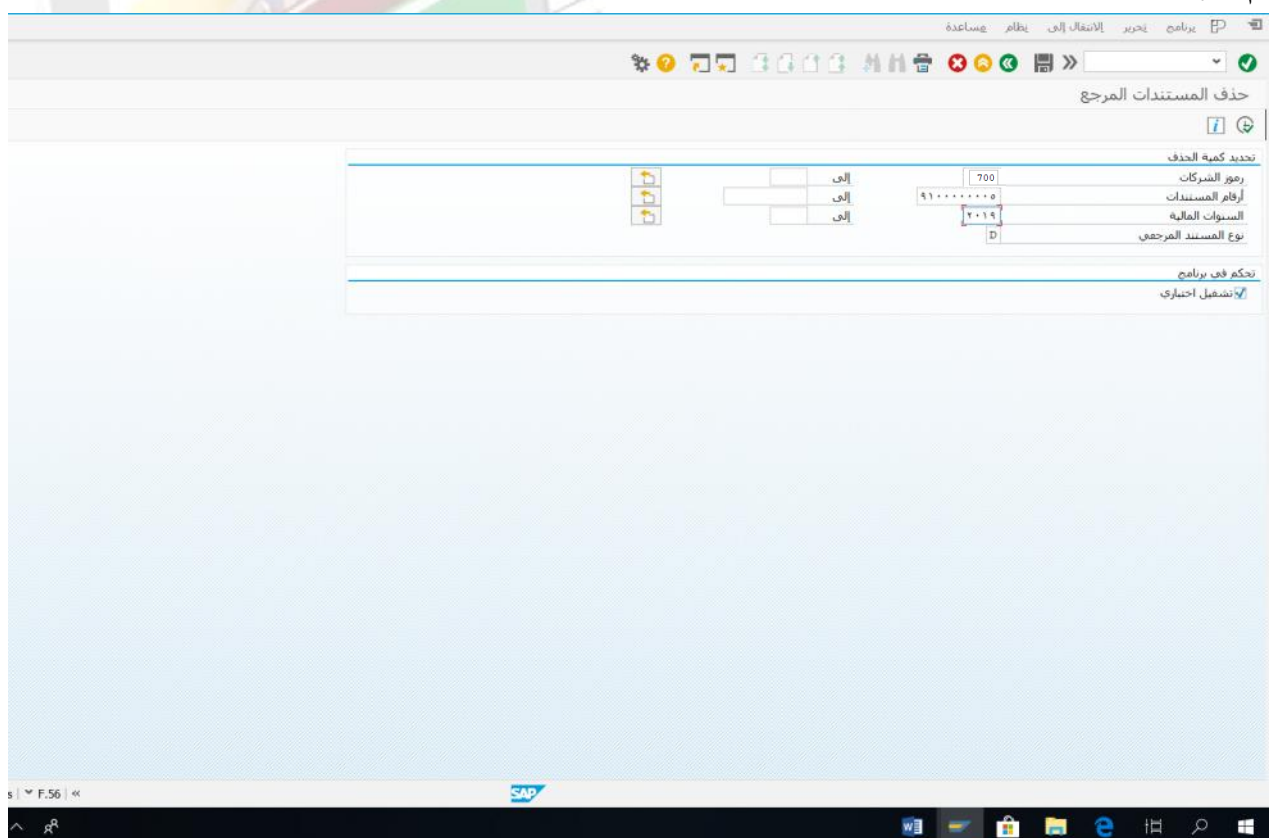 برنامج تحرير الانتقال إلى نظام مساعدة
حذف المستندات المرجع
تحديد كمية الحذف
رموز الشركات 700 إلى
أرقام المستندات ٩١٠٠٠٠٠٠٠٥ إلى
السنوات المالية ٢٠١٩ إلى
نوع المستند المرجعي D
تحكم في برنامج
تشغيل اختباري
s F.56 SAP